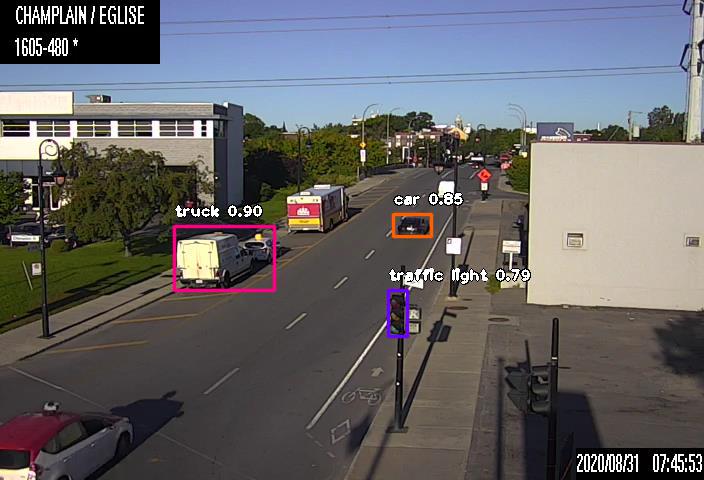 CHAMPLAIN / EGLISE
1605-480 *
truck 0.90
car 0.85
traffic light 0.79
2020/08/31 07:45:53